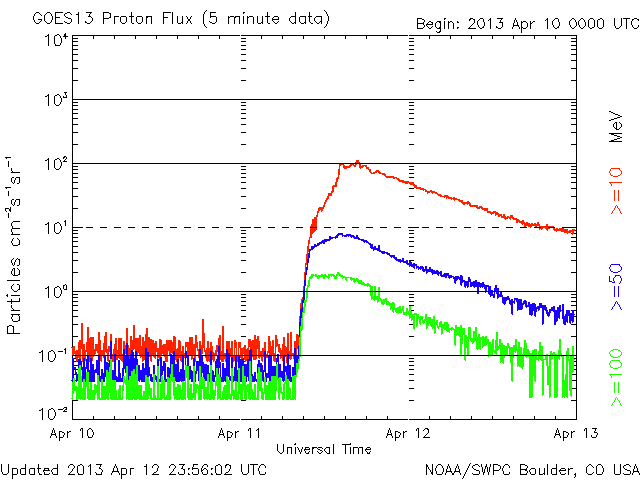 GOES13 Proton Flux (5 minute data)
Begin: 2013 Apr 10 0000 UTC
10⁴
10³
10²
10¹
10⁰
10⁻¹
10⁻²
Particles cm⁻²s⁻¹sr⁻¹
MeV
>=10
>=50
>=100
Apr 10
Apr 11
Apr 12
Apr 13
Universal Time
Updated 2013 Apr 12 23:56:02 UTC
NOAA/SWPC Boulder, CO USA